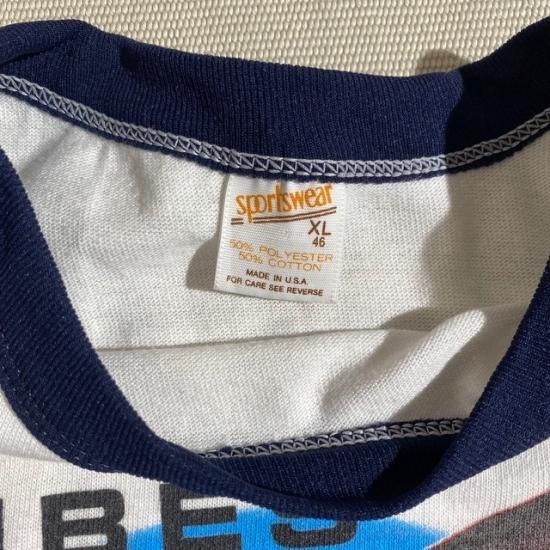 sportswear
XL
46
50% POLYESTER
50% COTTON
MADE IN U.S.A.
FOR CARE SEE REVERSE